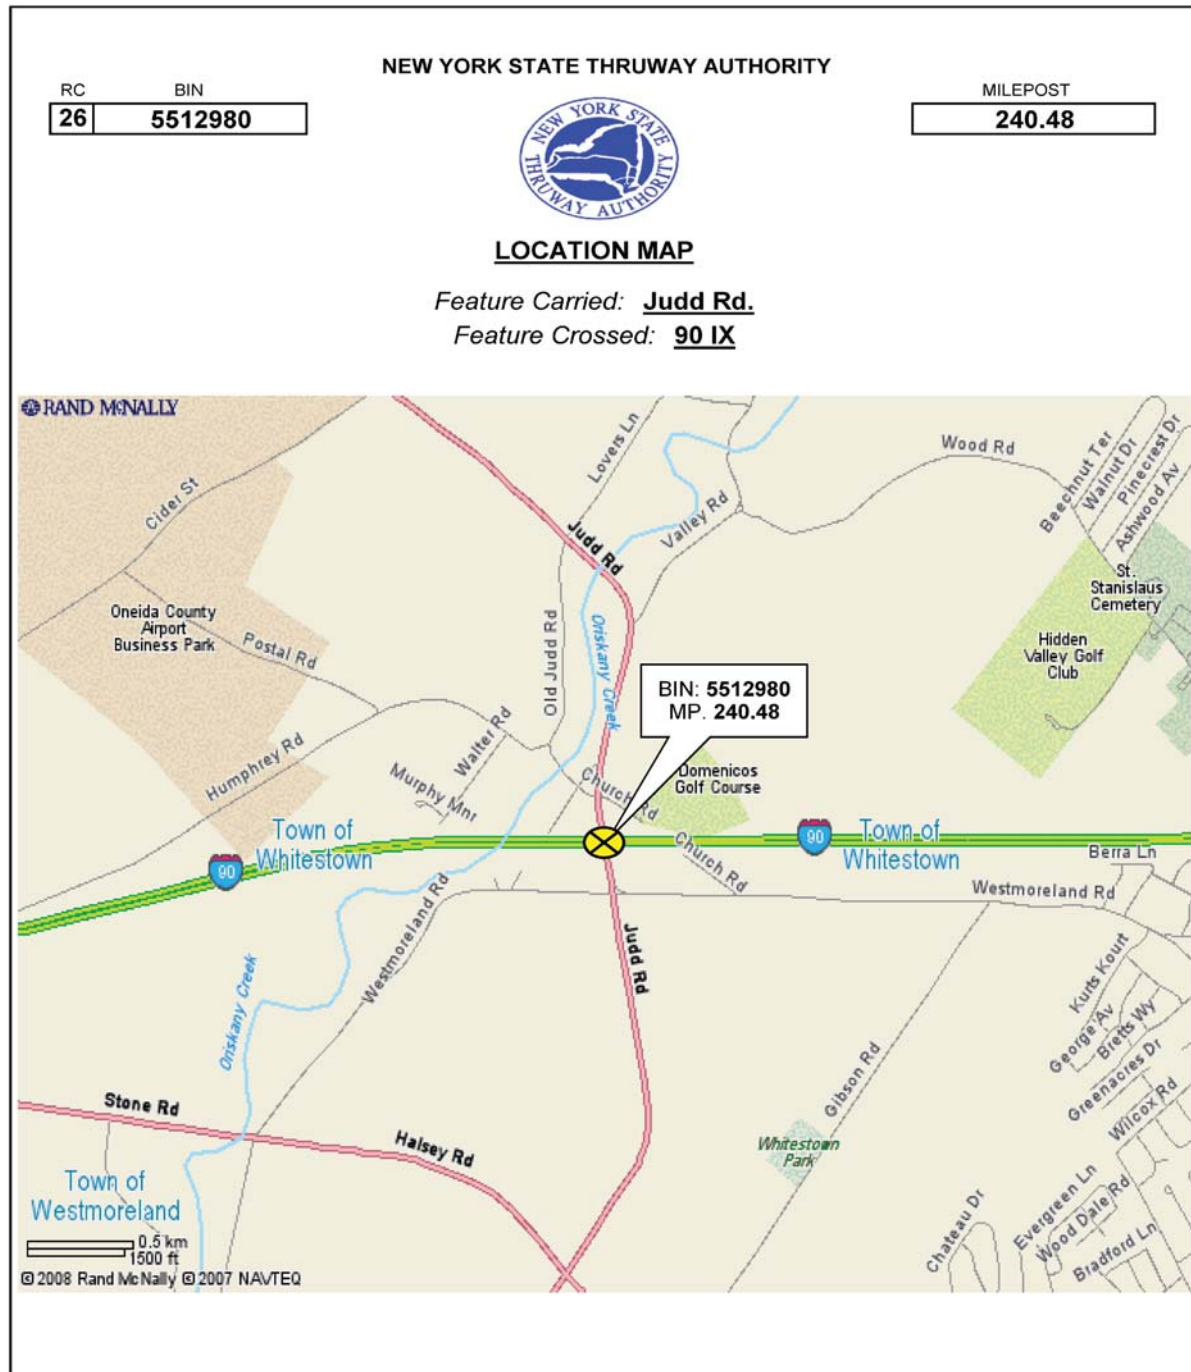 NEW YORK STATE THRUWAY AUTHORITY
RC BIN
26 5512980
MILEPOST
240.48
NEW YORK STATE
THRUWAY AUTHORITY
LOCATION MAP
Feature Carried: Judd Rd.
Feature Crossed: 90 IX
RAND McNALLY
Lovers Ln
Wood Rd
Beechnut Ter
Walnut Dr
Pinecrest Dr
Ashwood Av
Cider St
Valley Rd
Judd Rd
St.
Stanislaus
Cemetery
Oneida County
Airport
Business Park
Postal Rd
Old Judd Rd
Oriskany Creek
Hidden
Valley Golf
Club
BIN: 5512980
MP. 240.48
Walter Rd
Humphrey Rd
Murphy Mnr
Church Rd
Domenicos
Golf Course
Town of
Whitestown
90
90
Town of
Whitestown
Church Rd
Berra Ln
Westmoreland Rd
Westmoreland Rd
Judd Rd
Oriskany Creek
Kurts Kourt
George Av
Bretts Wy
Greenacres Dr
Wilcox Rd
Gibson Rd
Stone Rd
Halsey Rd
Whitestown
Park
Town of
Westmoreland
Chateau Dr
Evergreen Ln
Wood Dale Rd
Bradford Ln
0.5 km
1500 ft
© 2008 Rand McNally © 2007 NAVTEQ